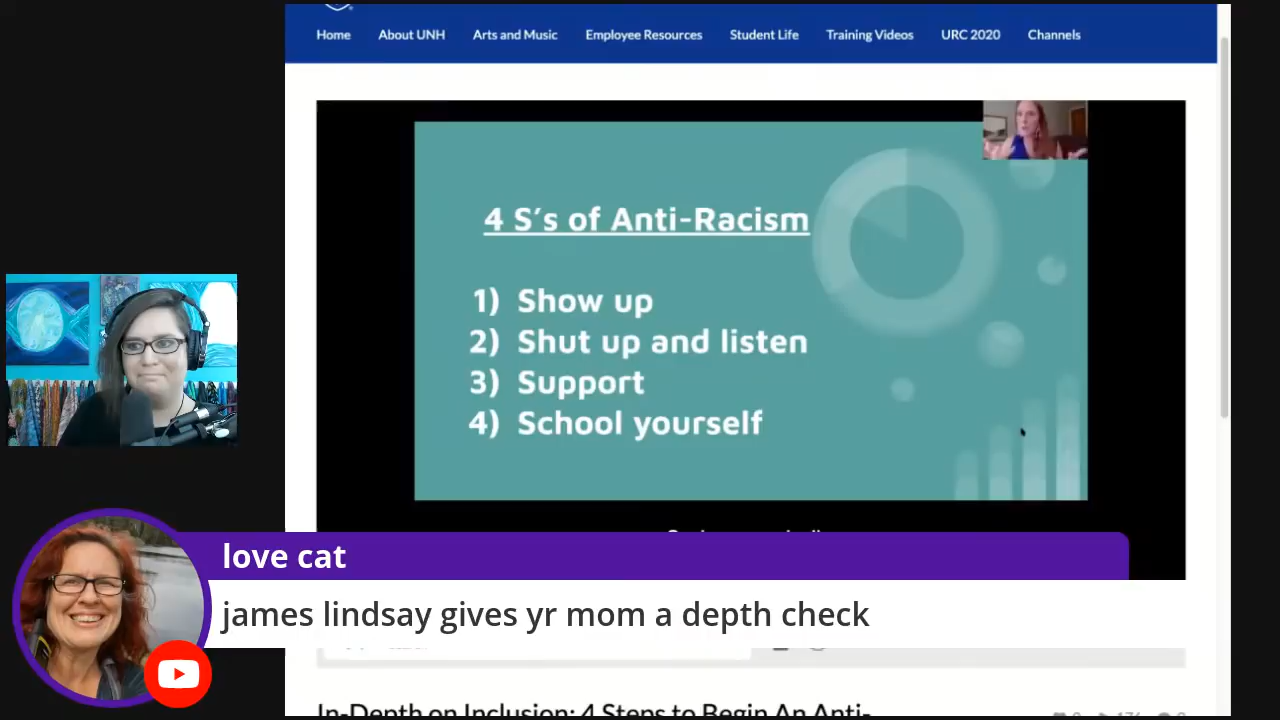 Home About UNH Arts and Music Employee Resources Student Life Training Videos URC 2020 Channels
4 S's of Anti-Racism
1) Show up
2) Shut up and listen
3) Support
4) School yourself
love cat
james lindsay gives yr mom a depth check
In-Depth on Inclusion: 4 Steps to Begin An Anti-